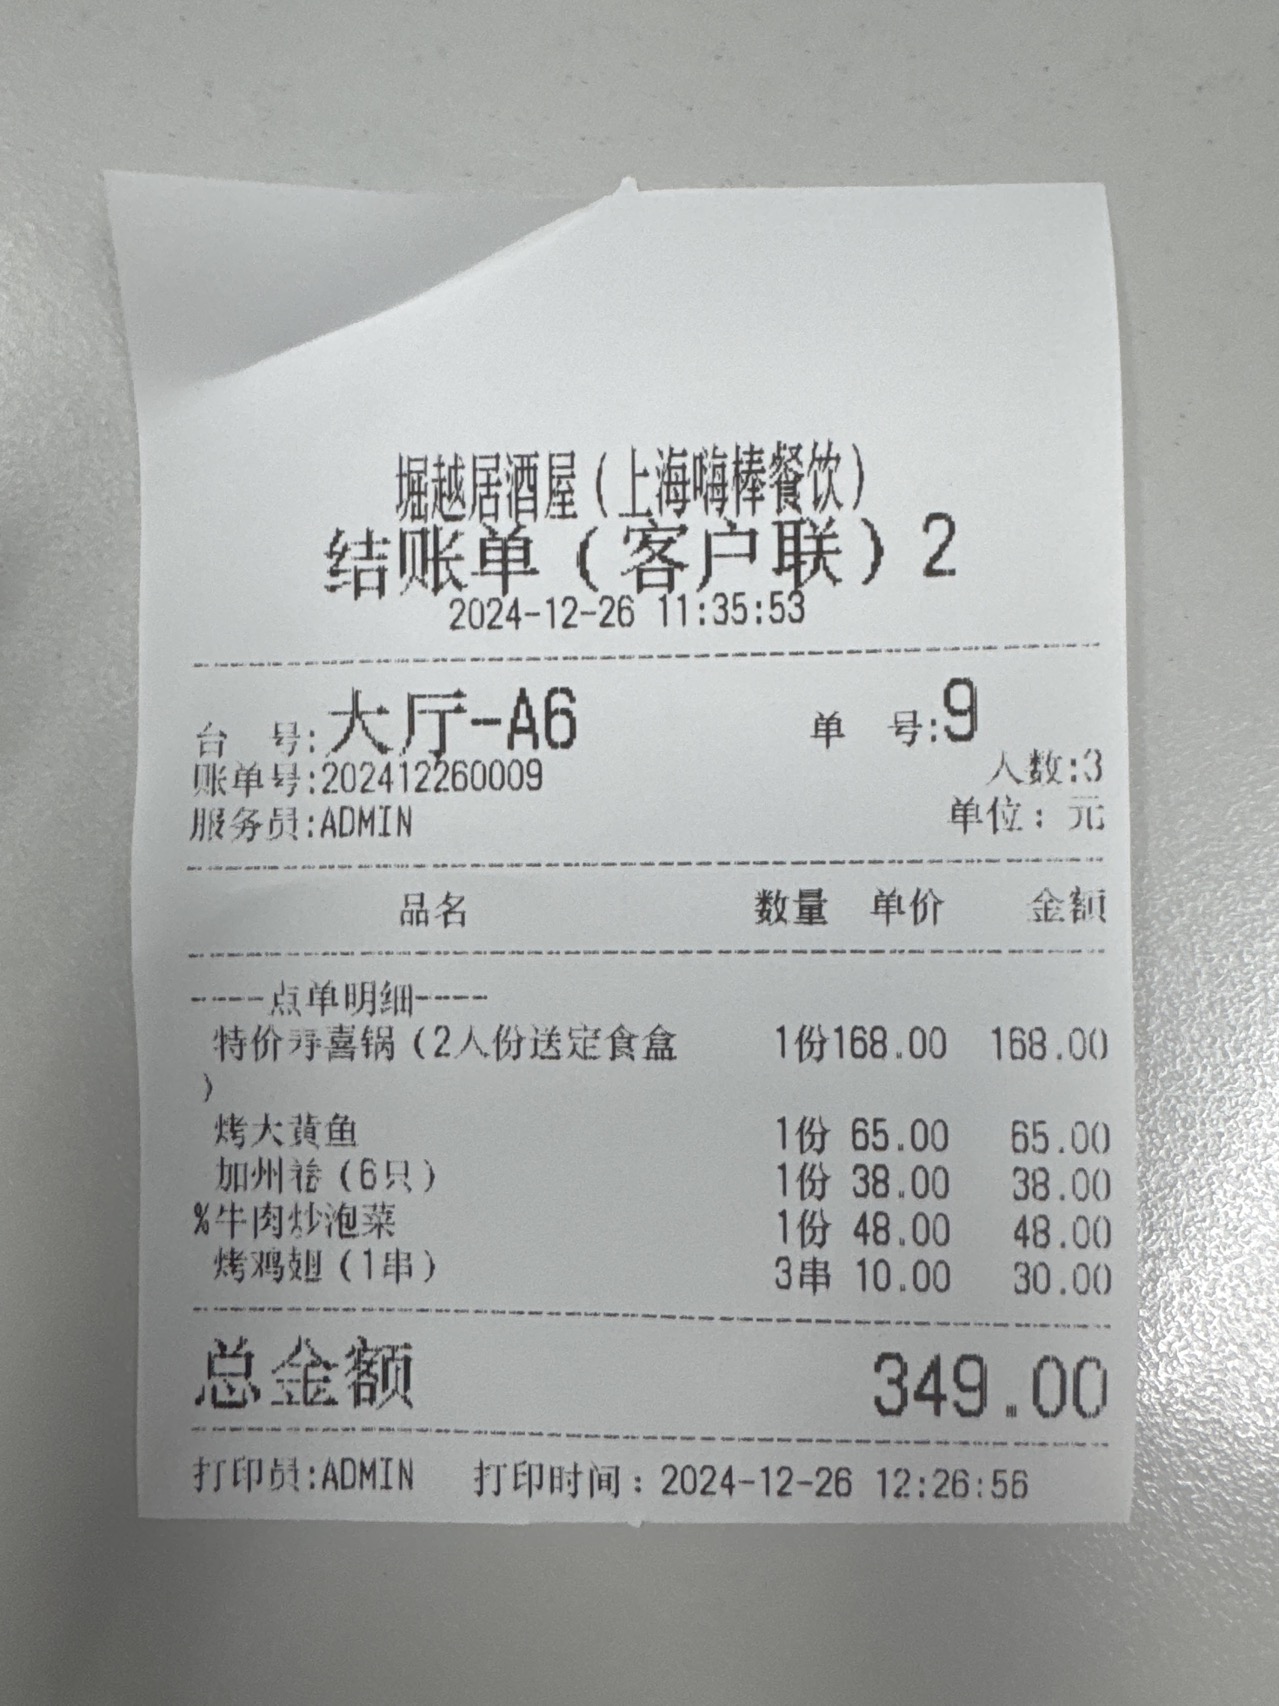 堀越居酒屋(上海嗨棒餐饮)
结账单(客户联)2
2024-12-26 11:35:53
台 号:大厅-A6 单 号:9
账单号:202412260009 人数:3
服务员:ADMIN 单位: 元
品名 数量 单价 金额
----点单明细----
特价寿喜锅(2人份送定食盒 1份168.00 168.00
)
烤大黄鱼 1份 65.00 65.00
加州卷(6只) 1份 38.00 38.00
%牛肉炒泡菜 1份 48.00 48.00
烤鸡翅(1串) 3串 10.00 30.00
总金额 349.00
打印员:ADMIN 打印时间: 2024-12-26 12:26:56